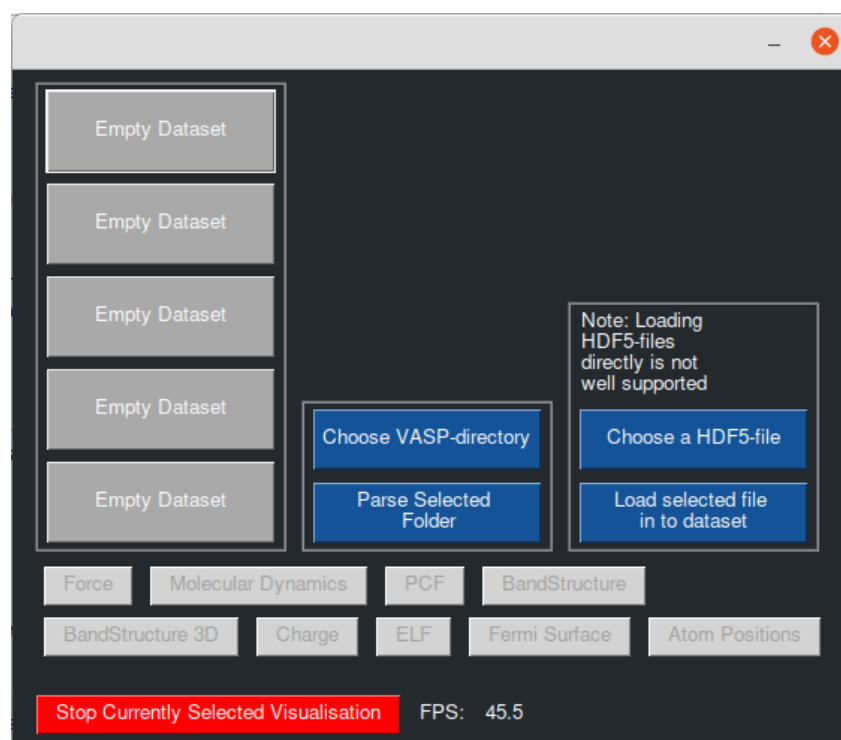 Empty Dataset
Empty Dataset
Empty Dataset
Empty Dataset
Empty Dataset
Choose VASP-directory
Parse Selected
Folder
Note: Loading
HDF5-files
directly is not
well supported
Choose a HDF5-file
Load selected file
in to dataset
Force
Molecular Dynamics
PCF
BandStructure
BandStructure 3D
Charge
ELF
Fermi Surface
Atom Positions
Stop Currently Selected Visualisation
FPS: 45.5